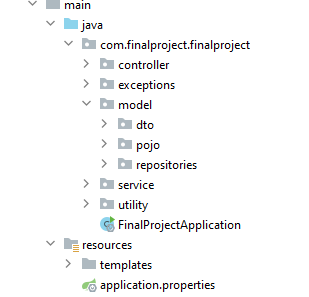 main
java
com.finalproject.finalproject
controller
exceptions
model
dto
pojo
repositories
service
utility
FinalProjectApplication
resources
templates
application.properties